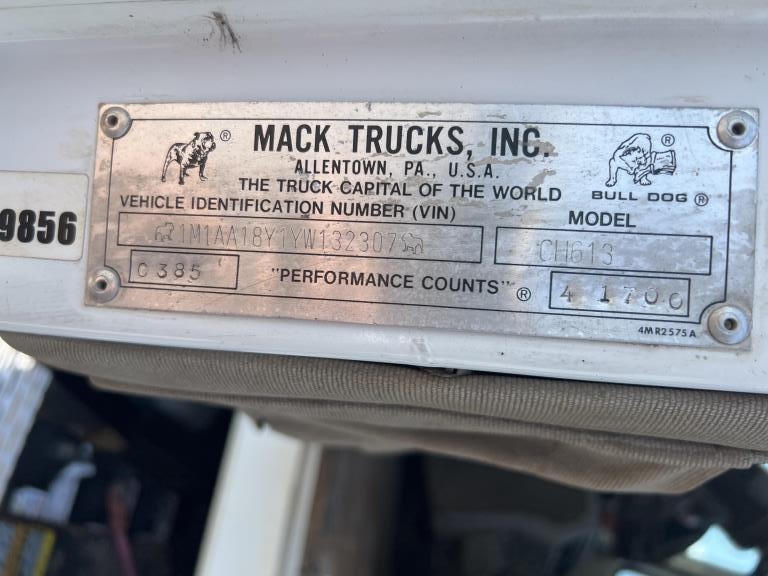 MACK TRUCKS, INC.
ALLENTOWN, PA., U.S.A.
THE TRUCK CAPITAL OF THE WORLD
BULL DOG ®
VEHICLE IDENTIFICATION NUMBER (VIN)
MODEL
1M1AA18Y1YW132307
CH613
C385
"PERFORMANCE COUNTS"®
4 1700
4MR2575A
9856